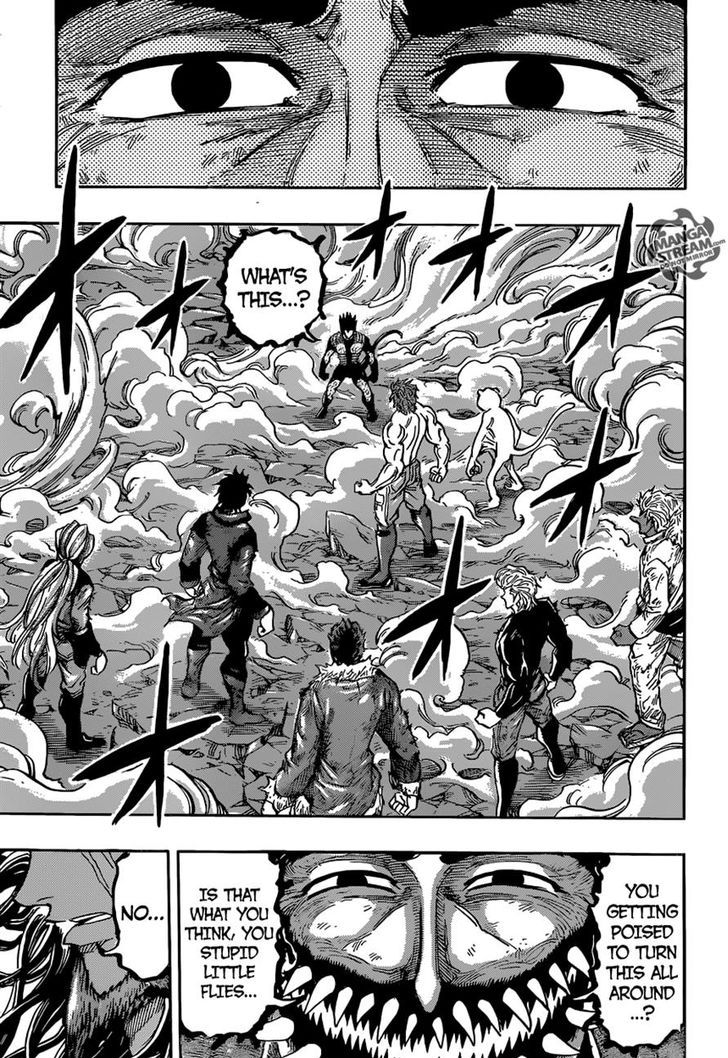 MANGA
STREAM.com
WHAT'S
THIS...?
YOU
GETTING
POISED
TO TURN
THIS ALL
AROUND
...?
IS THAT
WHAT YOU
THINK, YOU
STUPID
LITTLE
FLIES...
NO...